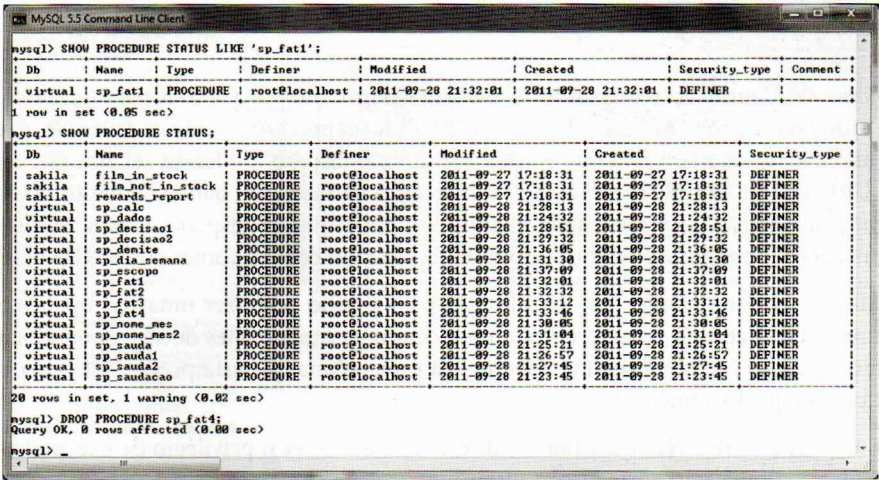 MySQL 5.5 Command Line Client
mysql> SHOW PROCEDURE STATUS LIKE 'sp_fat1';
| Db | Name | Type | Definer | Modified | Created | Security_type | Comment |
| virtual | sp_fat1 | PROCEDURE | root@localhost | 2011-09-28 21:32:01 | 2011-09-28 21:32:01 | DEFINER | |
1 row in set (0.05 sec)
mysql> SHOW PROCEDURE STATUS;
| Db | Name | Type | Definer | Modified | Created | Security_type |
| sakila | film_in_stock | PROCEDURE | root@localhost | 2011-09-27 17:18:31 | 2011-09-27 17:18:31 | DEFINER
| sakila | film_not_in_stock | PROCEDURE | root@localhost | 2011-09-27 17:18:31 | 2011-09-27 17:18:31 | DEFINER
| sakila | rewards_report | PROCEDURE | root@localhost | 2011-09-27 17:18:31 | 2011-09-27 17:18:31 | DEFINER
| virtual | sp_calc | PROCEDURE | root@localhost | 2011-09-28 21:28:13 | 2011-09-28 21:28:13 | DEFINER
| virtual | sp_dados | PROCEDURE | root@localhost | 2011-09-28 21:24:32 | 2011-09-28 21:24:32 | DEFINER
| virtual | sp_decisao1 | PROCEDURE | root@localhost | 2011-09-28 21:28:51 | 2011-09-28 21:28:51 | DEFINER
| virtual | sp_decisao2 | PROCEDURE | root@localhost | 2011-09-28 21:29:32 | 2011-09-28 21:29:32 | DEFINER
| virtual | sp_demite | PROCEDURE | root@localhost | 2011-09-28 21:36:05 | 2011-09-28 21:36:05 | DEFINER
| virtual | sp_dia_semana | PROCEDURE | root@localhost | 2011-09-28 21:31:30 | 2011-09-28 21:31:30 | DEFINER
| virtual | sp_escopo | PROCEDURE | root@localhost | 2011-09-28 21:37:09 | 2011-09-28 21:37:09 | DEFINER
| virtual | sp_fat1 | PROCEDURE | root@localhost | 2011-09-28 21:32:01 | 2011-09-28 21:32:01 | DEFINER
| virtual | sp_fat2 | PROCEDURE | root@localhost | 2011-09-28 21:32:32 | 2011-09-28 21:32:32 | DEFINER
| virtual | sp_fat3 | PROCEDURE | root@localhost | 2011-09-28 21:33:12 | 2011-09-28 21:33:12 | DEFINER
| virtual | sp_fat4 | PROCEDURE | root@localhost | 2011-09-28 21:33:46 | 2011-09-28 21:33:46 | DEFINER
| virtual | sp_nome_mes | PROCEDURE | root@localhost | 2011-09-28 21:30:05 | 2011-09-28 21:30:05 | DEFINER
| virtual | sp_nome_mes2 | PROCEDURE | root@localhost | 2011-09-28 21:31:04 | 2011-09-28 21:31:04 | DEFINER
| virtual | sp_sauda | PROCEDURE | root@localhost | 2011-09-28 21:25:21 | 2011-09-28 21:25:21 | DEFINER
| virtual | sp_sauda1 | PROCEDURE | root@localhost | 2011-09-28 21:26:57 | 2011-09-28 21:26:57 | DEFINER
| virtual | sp_sauda2 | PROCEDURE | root@localhost | 2011-09-28 21:27:45 | 2011-09-28 21:27:45 | DEFINER
| virtual | sp_saudacao | PROCEDURE | root@localhost | 2011-09-28 21:23:45 | 2011-09-28 21:23:45 | DEFINER
20 rows in set, 1 warning (0.02 sec)
mysql> DROP PROCEDURE sp_fat4;
Query OK, 0 rows affected (0.00 sec)
mysql> _